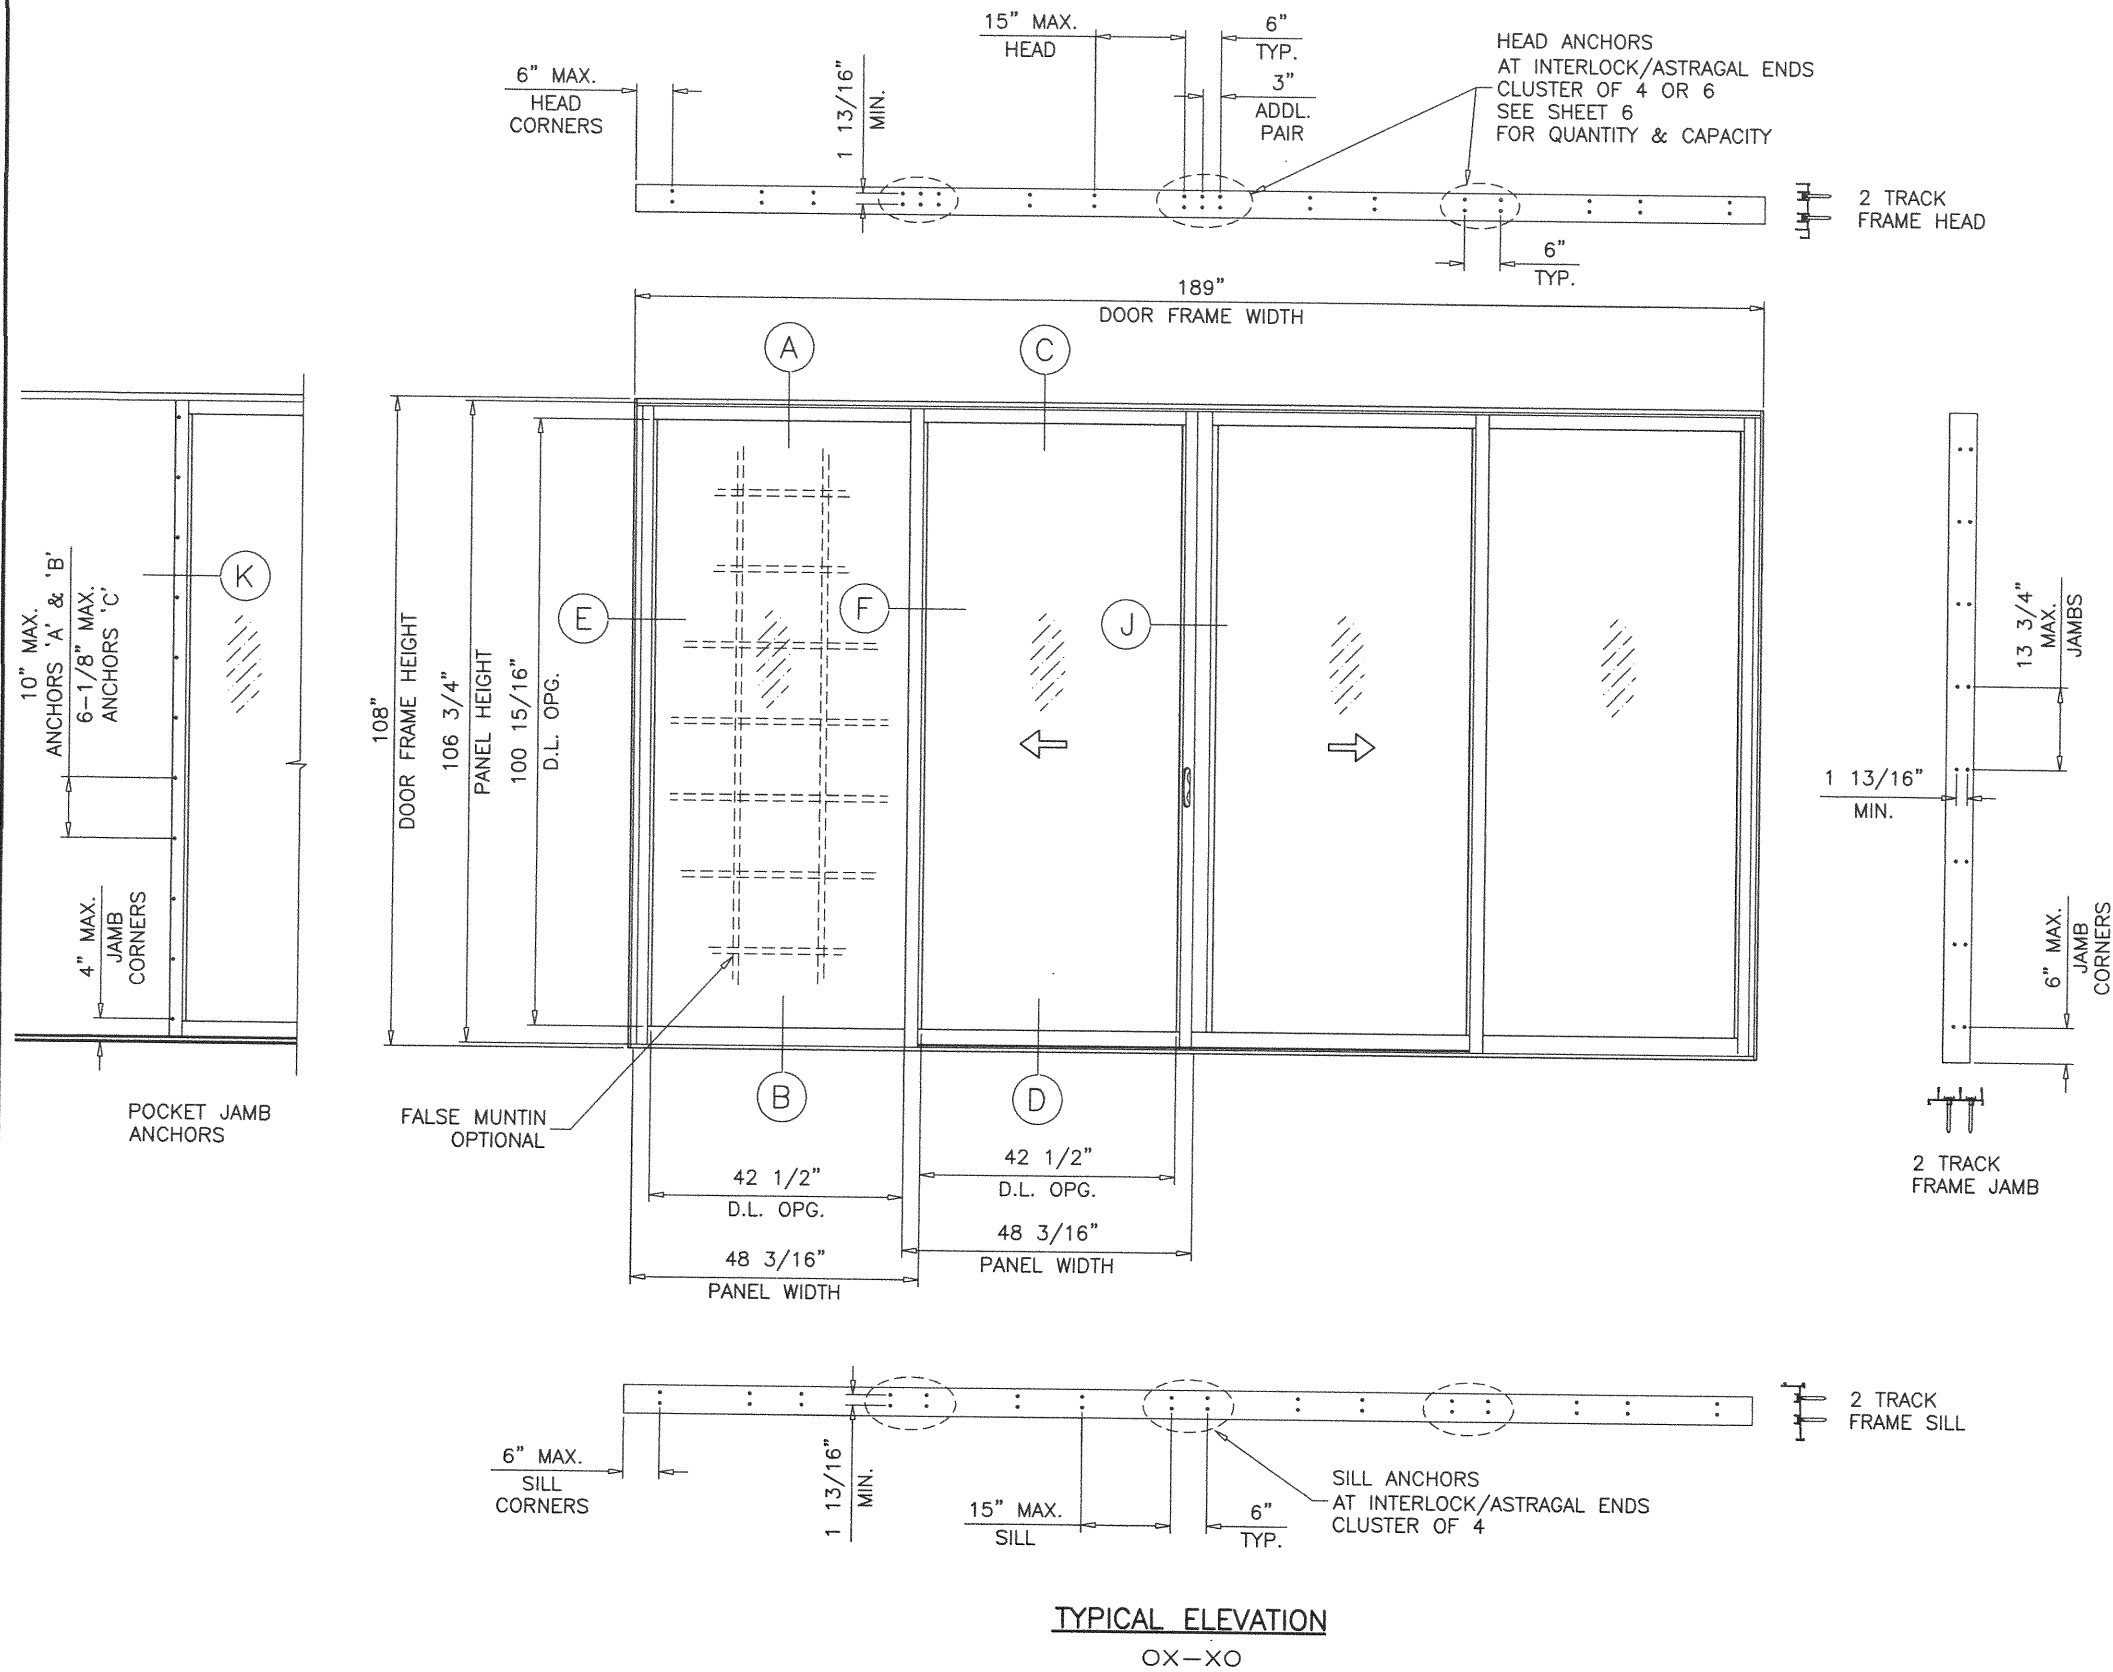 15" MAX.
HEAD
6"
TYP.
3"
ADDL.
PAIR
HEAD ANCHORS
AT INTERLOCK/ASTRAGAL ENDS
CLUSTER OF 4 OR 6
SEE SHEET 6
FOR QUANTITY & CAPACITY
6" MAX.
HEAD
CORNERS
1 13/16"
MIN.
2 TRACK
FRAME HEAD
6"
TYP.
189"
DOOR FRAME WIDTH
A
C
K
E
F
J
10" MAX.
ANCHORS 'A' & 'B'
6-1/8" MAX.
ANCHORS 'C'
4" MAX.
JAMB
CORNERS
108"
DOOR FRAME HEIGHT
106 3/4"
PANEL HEIGHT
100 15/16"
D.L. OPG.
13 3/4"
MAX.
JAMBS
1 13/16"
MIN.
6" MAX.
JAMB
CORNERS
POCKET JAMB
ANCHORS
FALSE MUNTIN
OPTIONAL
B
D
42 1/2"
D.L. OPG.
42 1/2"
D.L. OPG.
48 3/16"
PANEL WIDTH
48 3/16"
PANEL WIDTH
2 TRACK
FRAME JAMB
2 TRACK
FRAME SILL
6" MAX.
SILL
CORNERS
1 13/16"
MIN.
15" MAX.
SILL
6"
TYP.
SILL ANCHORS
AT INTERLOCK/ASTRAGAL ENDS
CLUSTER OF 4
TYPICAL ELEVATION
OX-XO